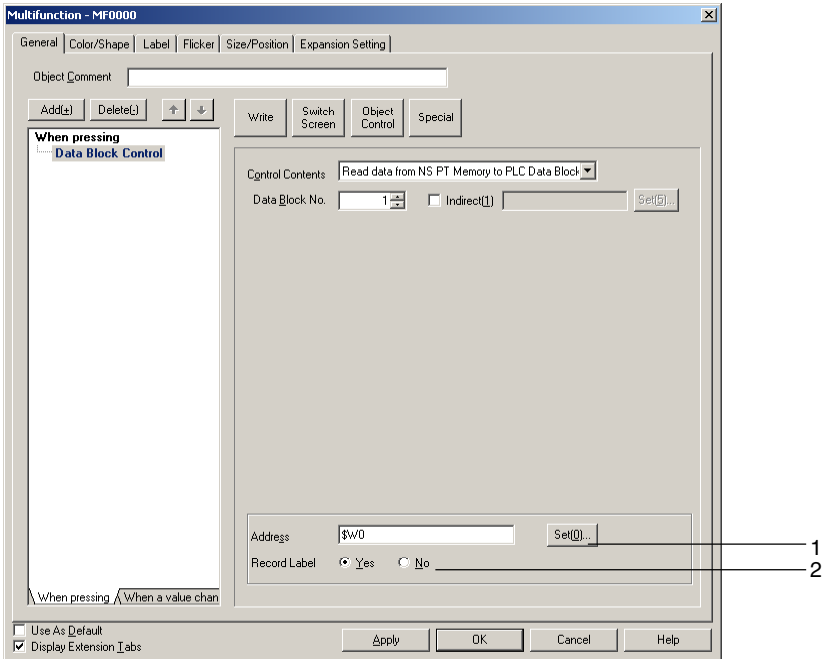 Multifunction - MF0000
General Color/Shape Label Flicker Size/Position Expansion Setting
Object Comment
Add(+) Delete(-)
Write Switch Screen Object Control Special
When pressing
Data Block Control
Control Contents Read data from NS PT Memory to PLC Data Block
Data Block No. 1 Indirect(1) Set(5)...
Address $W0 Set(0)... 1
Record Label Yes No 2
When pressing When a value chan
Use As Default
Display Extension Tabs
Apply OK Cancel Help